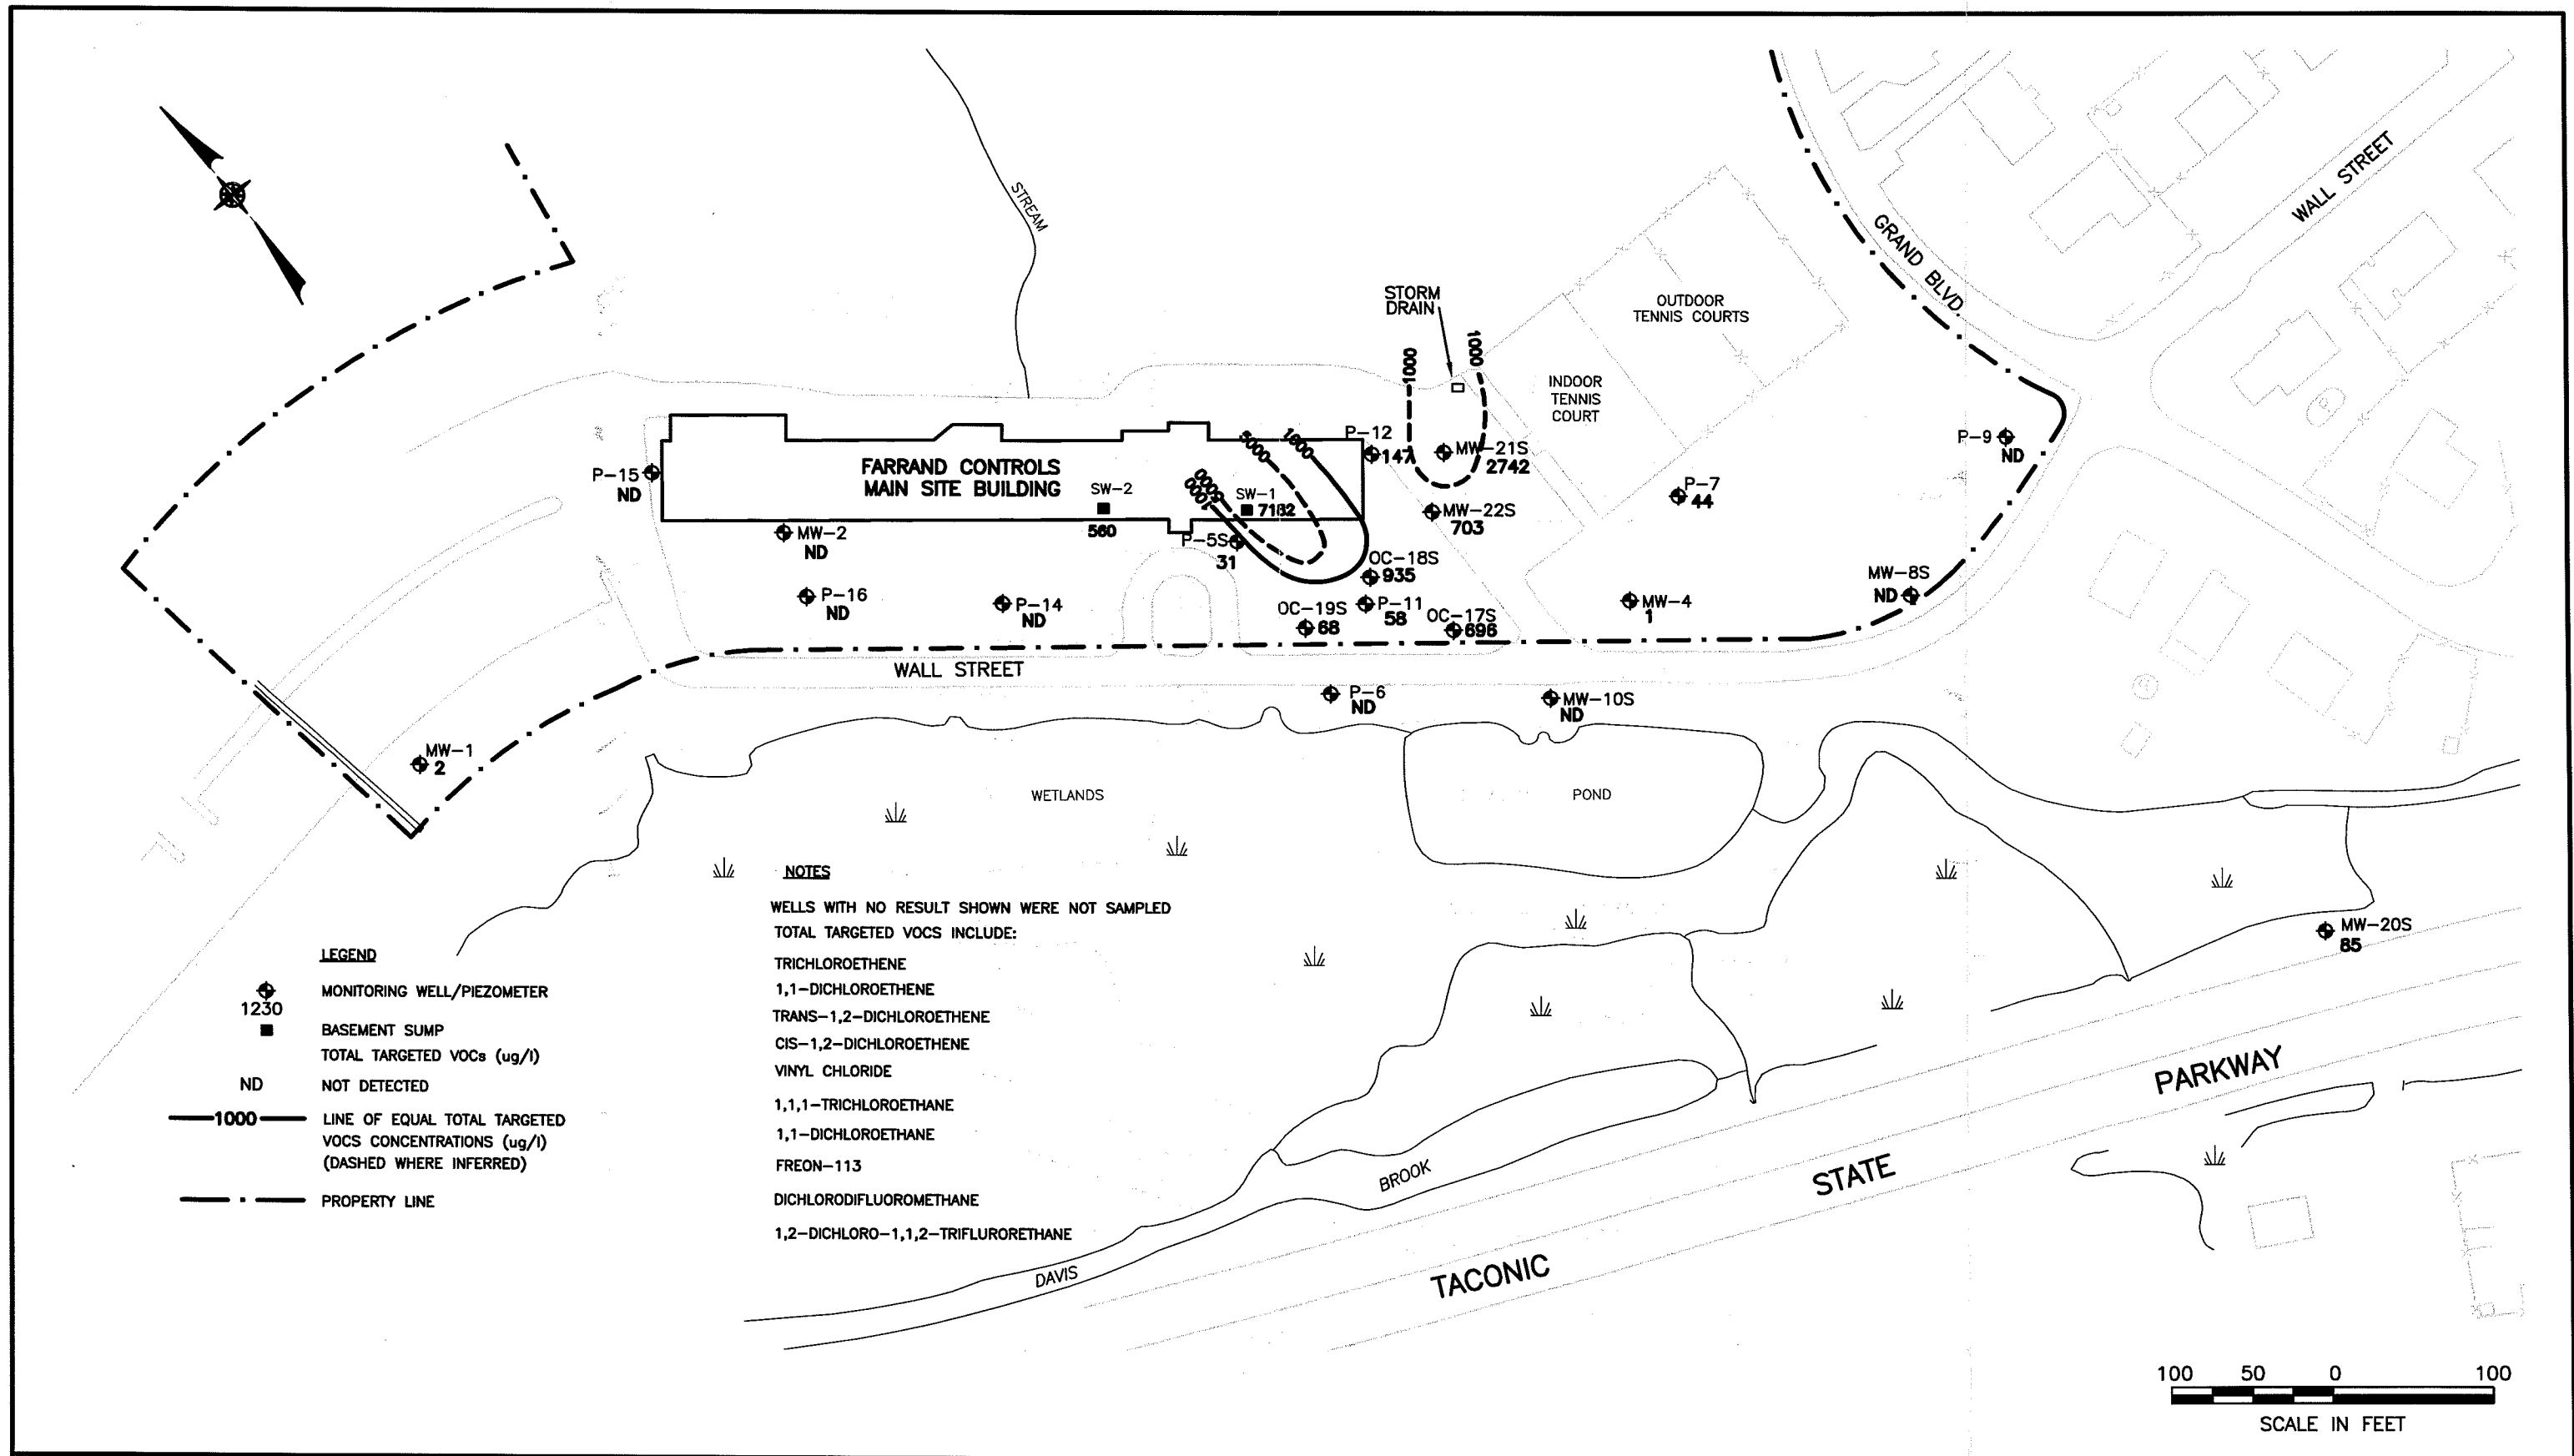 STREAM
WALL STREET
GRAND BLVD.
STORM
DRAIN
OUTDOOR
TENNIS COURTS
1000
1000
INDOOR
TENNIS
COURT
P-12
147
MW-21S
2742
P-9
ND
5000
1000
FARRAND CONTROLS
MAIN SITE BUILDING
P-15
ND
SW-2
560
SW-1
7182
5000
1000
P-7
44
MW-22S
703
MW-2
ND
P-5S
31
OC-18S
935
MW-8S
ND
P-16
ND
P-14
ND
OC-19S
68
P-11
58
OC-17S
696
MW-4
1
WALL STREET
P-6
ND
MW-10S
ND
MW-1
2
WETLANDS
POND
MW-20S
85
NOTES
WELLS WITH NO RESULT SHOWN WERE NOT SAMPLED
TOTAL TARGETED VOCS INCLUDE:
TRICHLOROETHENE
1,1-DICHLOROETHENE
TRANS-1,2-DICHLOROETHENE
CIS-1,2-DICHLOROETHENE
VINYL CHLORIDE
1,1,1-TRICHLOROETHANE
1,1-DICHLOROETHANE
FREON-113
DICHLORODIFLUOROMETHANE
1,2-DICHLORO-1,1,2-TRIFLURORETHANE
LEGEND
MONITORING WELL/PIEZOMETER
1230
BASEMENT SUMP
TOTAL TARGETED VOCs (ug/l)
ND NOT DETECTED
1000 LINE OF EQUAL TOTAL TARGETED
VOCS CONCENTRATIONS (ug/l)
(DASHED WHERE INFERRED)
PROPERTY LINE
DAVIS BROOK
TACONIC STATE PARKWAY
100 50 0 100
SCALE IN FEET